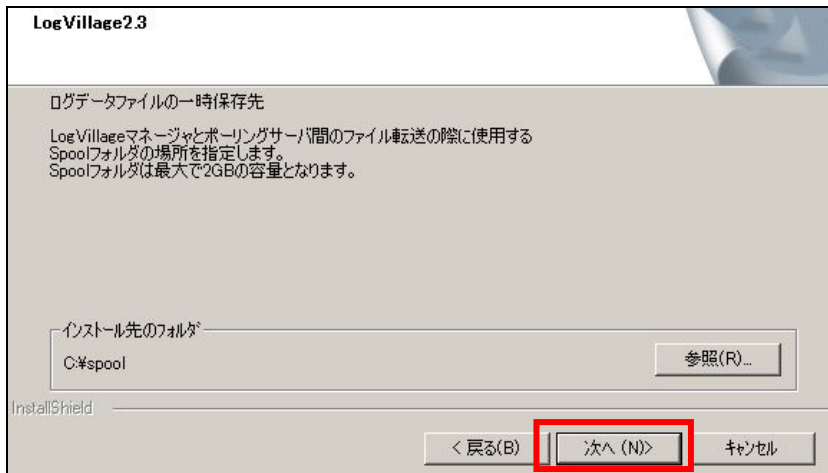 LogVillage2.3
ログデータファイルの一時保存先
LogVillageマネージャとポーリングサーバ間のファイル転送の際に使用する
Spoolフォルダの場所を指定します。
Spoolフォルダは最大で2GBの容量となります。
インストール先のフォルダ
C:¥spool
参照(R)...
InstallShield
< 戻る(B)
次へ (N)>
キャンセル